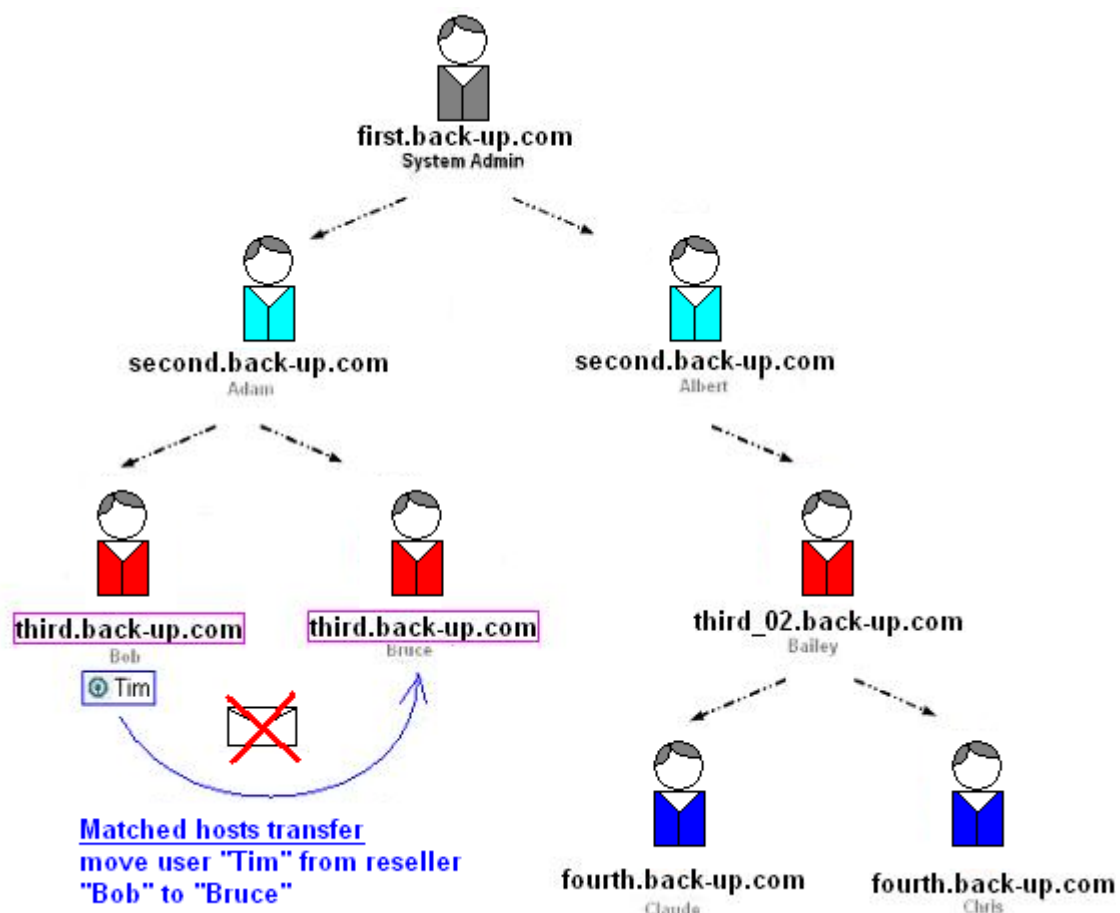 first.back-up.com
System Admin
second.back-up.com
Adam
second.back-up.com
Albert
third.back-up.com
Bob
Tim
third.back-up.com
Bruce
third_02.back-up.com
Bailey
Matched hosts transfer
move user "Tim" from reseller
"Bob" to "Bruce"
fourth.back-up.com
Claude
fourth.back-up.com
Chris